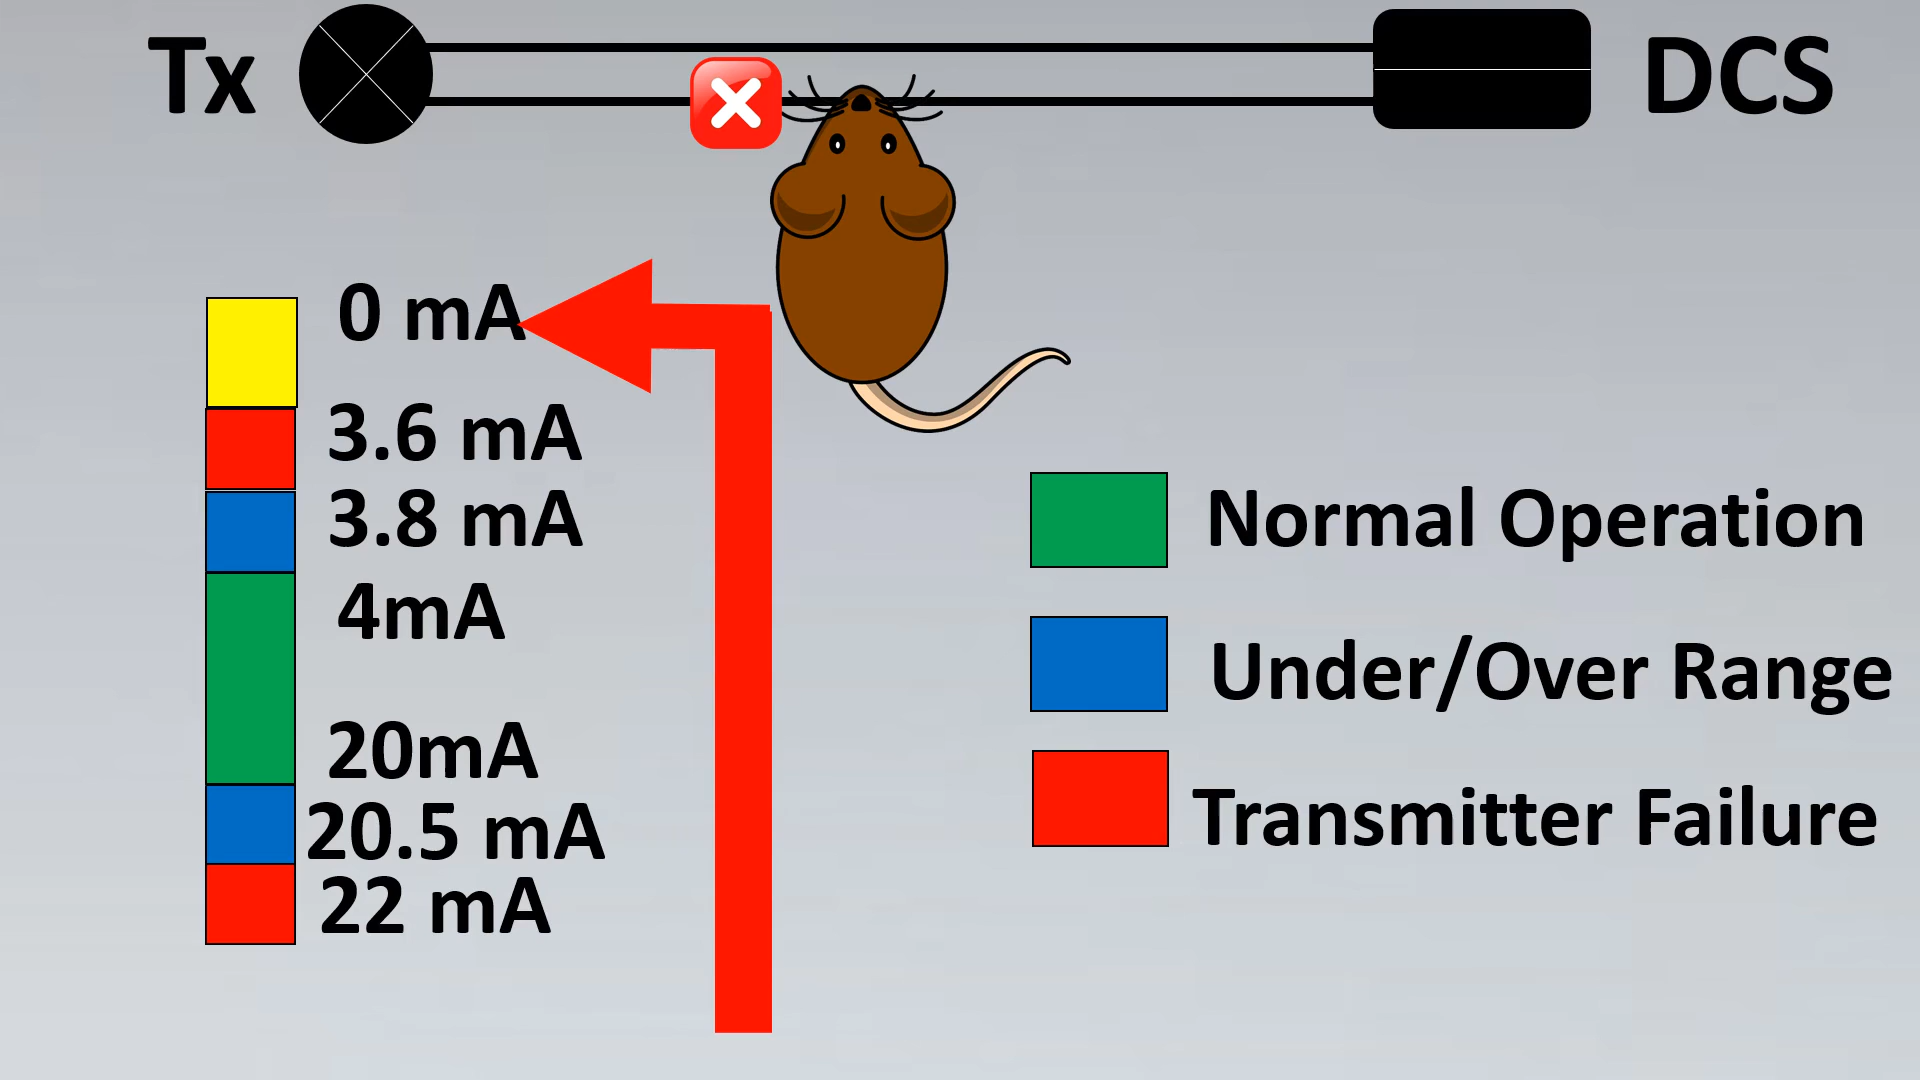 Tx
DCS
0 mA
3.6 mA
3.8 mA
4mA
20mA
20.5 mA
22 mA
Normal Operation
Under/Over Range
Transmitter Failure